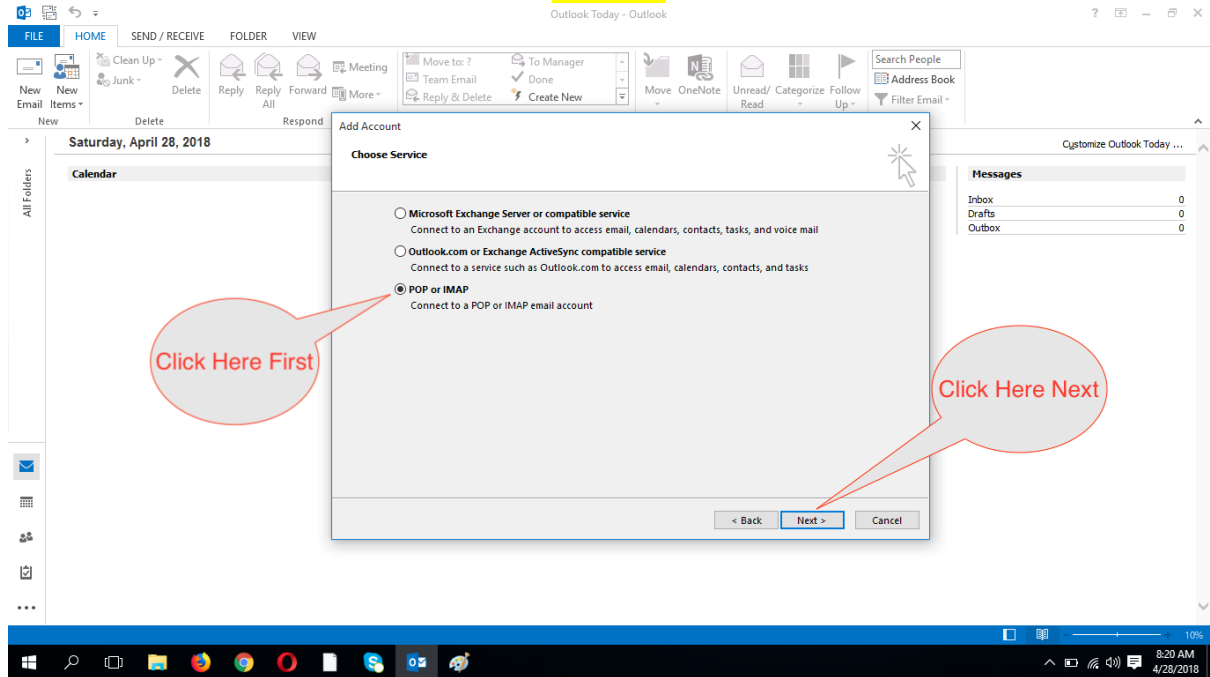 Outlook Today - Outlook
FILE HOME SEND / RECEIVE FOLDER VIEW
New Email
New Items
Clean Up
Junk
Delete
Reply
Reply All
Forward
Meeting
More
Move to: ?
Team Email
Reply & Delete
To Manager
Done
Create New
Move
OneNote
Unread/ Read
Categorize
Follow Up
Search People
Address Book
Filter Email
New
Delete
Respond
Saturday, April 28, 2018
Customize Outlook Today ...
All Folders
Calendar
Messages
Inbox 0
Drafts 0
Outbox 0
Add Account
Choose Service
Microsoft Exchange Server or compatible service
Connect to an Exchange account to access email, calendars, contacts, tasks, and voice mail
Outlook.com or Exchange ActiveSync compatible service
Connect to a service such as Outlook.com to access email, calendars, contacts, and tasks
POP or IMAP
Connect to a POP or IMAP email account
Click Here First
Click Here Next
< Back Next > Cancel
10%
8:20 AM
4/28/2018